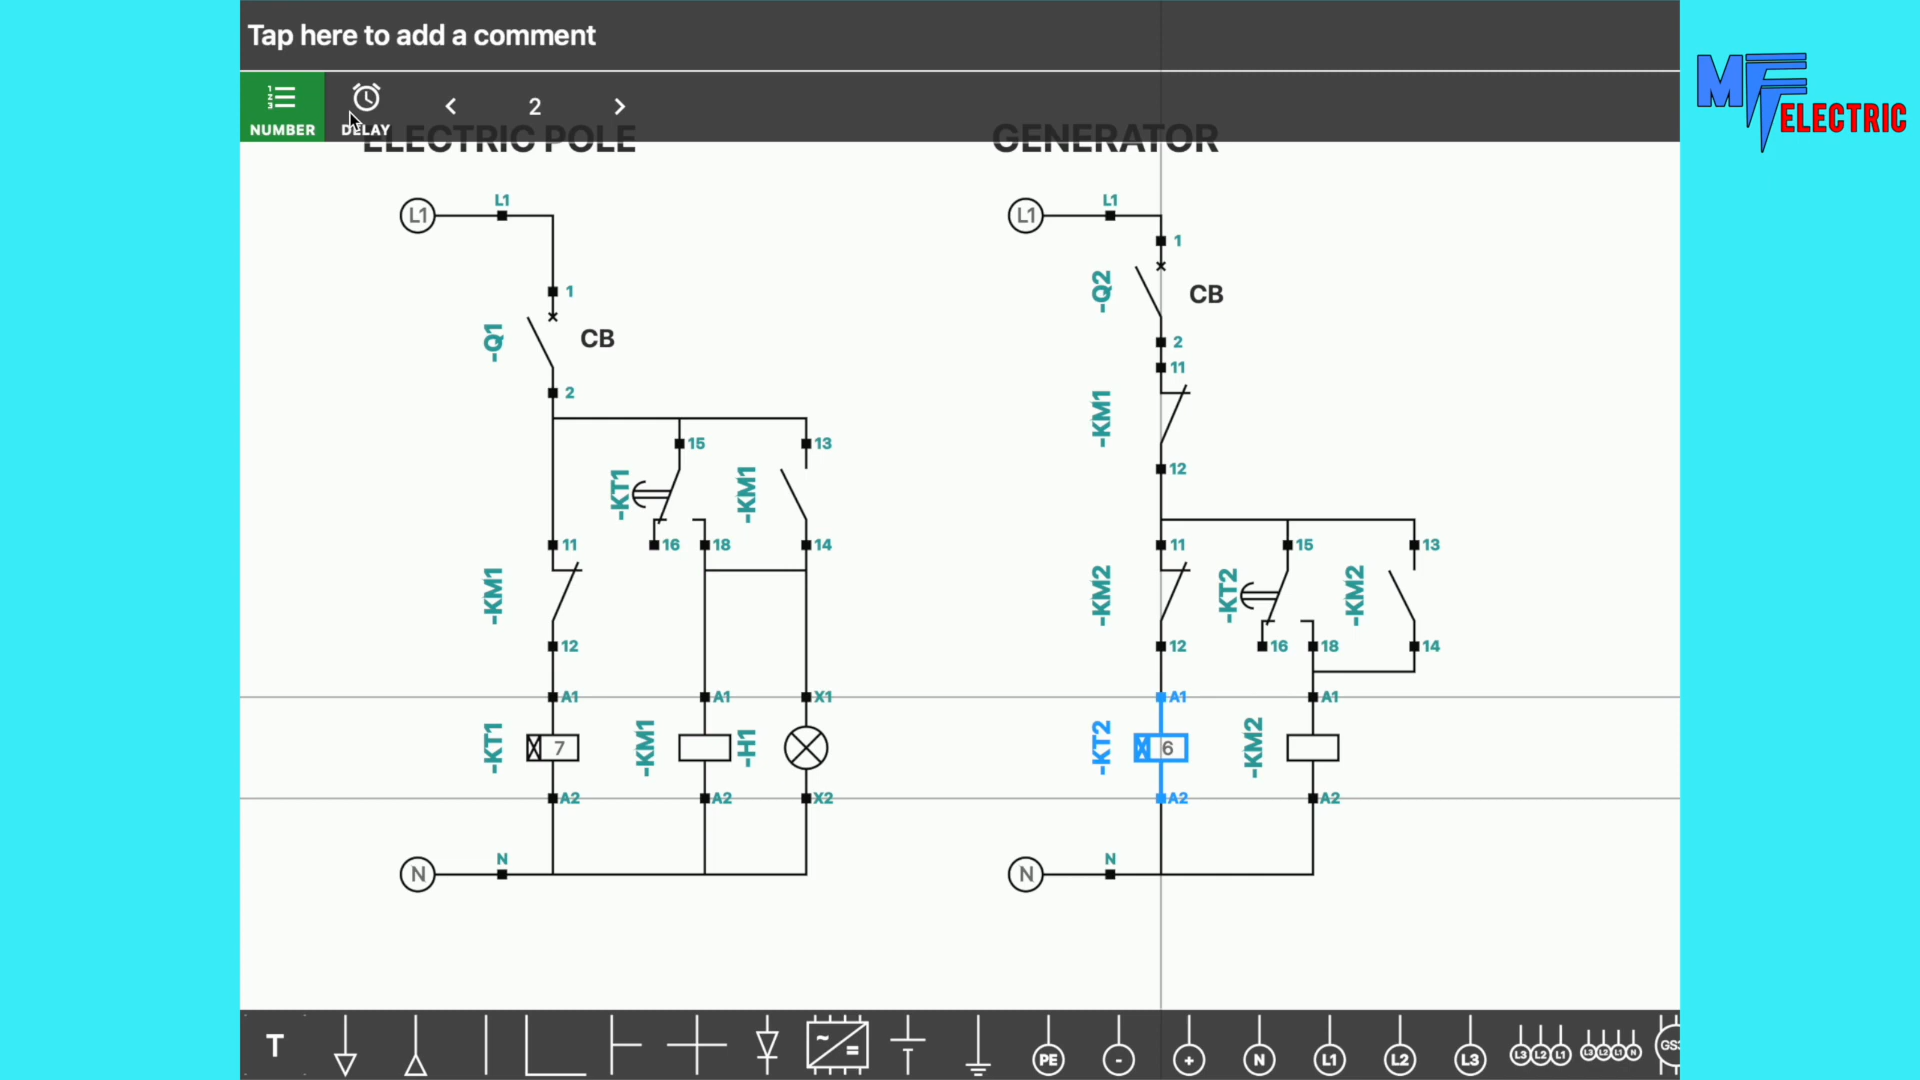 Tap here to add a comment
NUMBER
DELAY
2
MF
ELECTRIC
ELECTRIC POLE
GENERATOR
L1
L1
1
-Q1
CB
2
15
13
-KT1
-KM1
16
18
14
11
-KM1
12
A1
A1
X1
-KT1
7
-KM1
-H1
A2
A2
X2
N
N
L1
L1
1
-Q2
CB
2
11
-KM1
12
11
15
13
-KM2
-KT2
-KM2
12
16
18
14
A1
A1
-KT2
6
-KM2
A2
A2
N
N
T
~
=
PE
-
+
N
L1
L2
L3
L3 L2 L1
L3 L2 L1 N